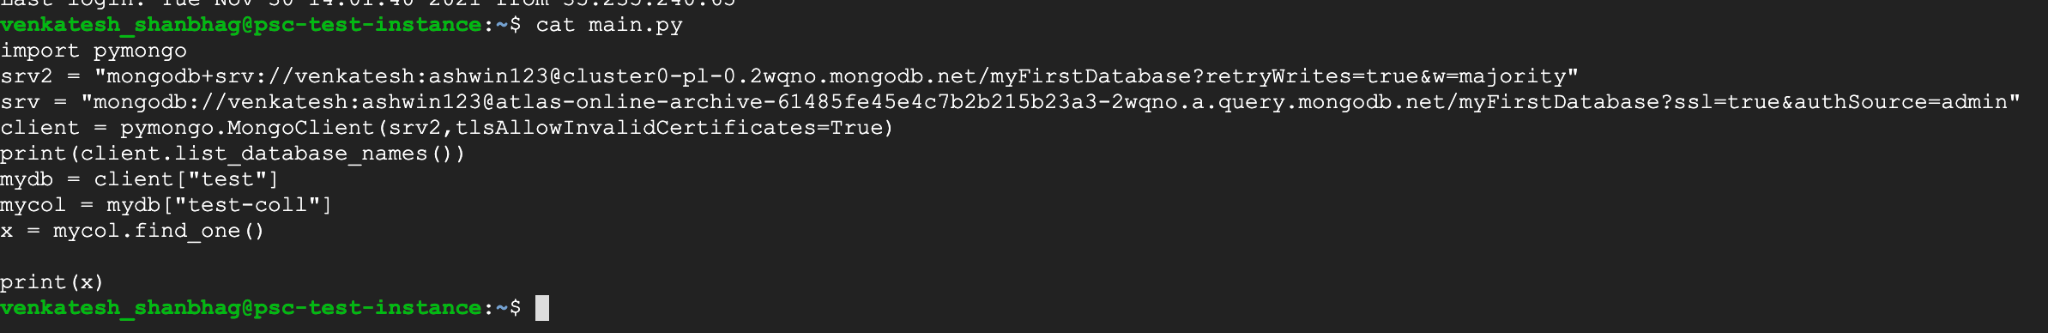 venkatesh_shanbhag@psc-test-instance:~$ cat main.py
import pymongo
srv2 = "mongodb+srv://venkatesh:ashwin123@cluster0-pl-0.2wqno.mongodb.net/myFirstDatabase?retryWrites=true&w=majority"
srv = "mongodb://venkatesh:ashwin123@atlas-online-archive-61485fe45e4c7b2b215b23a3-2wqno.a.query.mongodb.net/myFirstDatabase?ssl=true&authSource=admin"
client = pymongo.MongoClient(srv2,tlsAllowInvalidCertificates=True)
print(client.list_database_names())
mydb = client["test"]
mycol = mydb["test-coll"]
x = mycol.find_one()
print(x)
venkatesh_shanbhag@psc-test-instance:~$